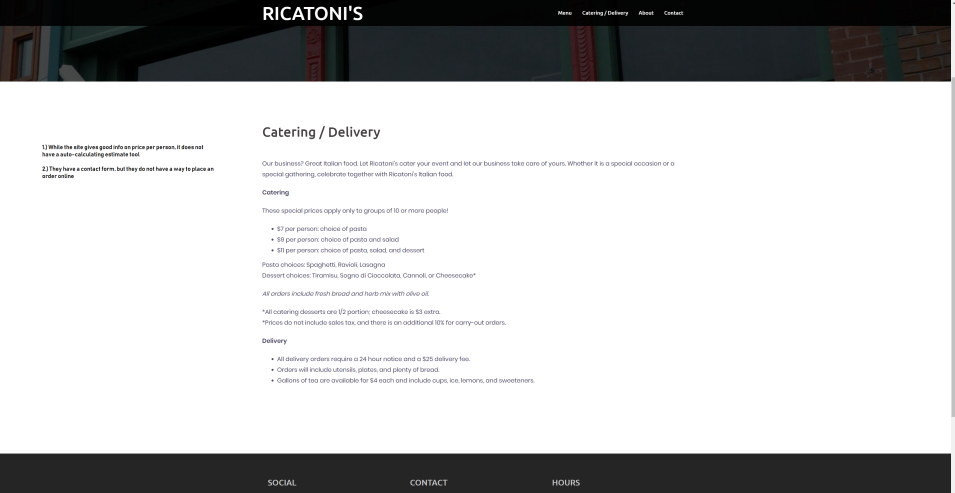 RICATONI'S
Menu Catering / Delivery About Contact
Catering / Delivery
1.) While the site gives good info on price per person, it does not
have a auto-calculating estimate tool
2.) They have a contact form, but they do not have a way to place an
order online
Our business? Great Italian food. Let Ricatoni's cater your event and let our business take care of yours. Whether it is a special occasion or a
special gathering, celebrate together with Ricatoni's Italian food.
Catering
These special prices apply only to groups of 10 or more people!
• $7 per person: choice of pasta
• $9 per person: choice of pasta and salad
• $11 per person: choice of pasta, salad, and dessert
Pasta choices: Spaghetti, Ravioli, Lasagna
Dessert choices: Tiramisu, Sogno di Cioccolata, Cannoli, or Cheesecake*
All orders include fresh bread and herb mix with olive oil.
*All catering desserts are 1/2 portion; cheesecake is $3 extra.
*Prices do not include sales tax, and there is an additional 10% for carry-out orders.
Delivery
• All delivery orders require a 24 hour notice and a $25 delivery fee.
• Orders will include utensils, plates, and plenty of bread.
• Gallons of tea are available for $4 each and include cups, ice, lemons, and sweeteners.
SOCIAL CONTACT HOURS